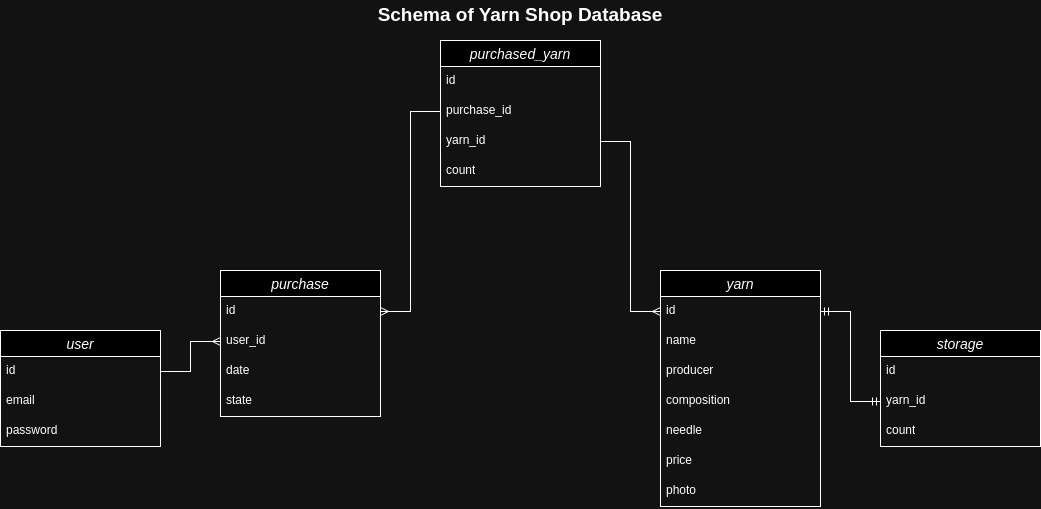 Schema of Yarn Shop Database
purchased_yarn
id
purchase_id
yarn_id
count
purchase
id
user_id
date
state
user
id
email
password
yarn
id
name
producer
composition
needle
price
photo
storage
id
yarn_id
count